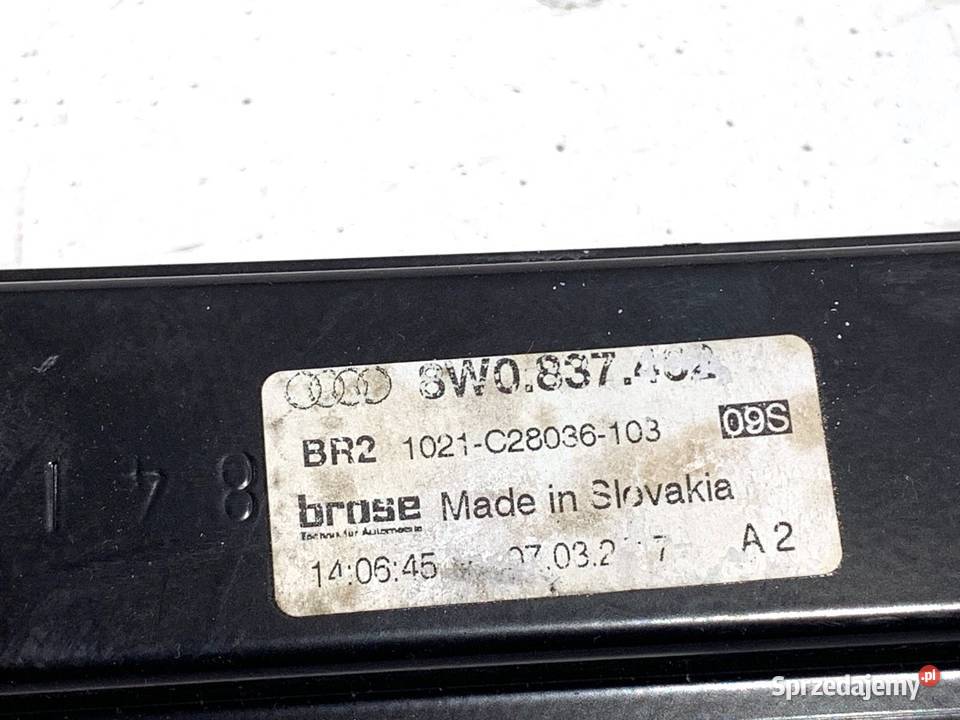 8W0.837.462
BR2 1021-C28036-103 09S
brose Made in Slovakia
14:06:45 A2
8 4 1
Sprzedajemy.pl